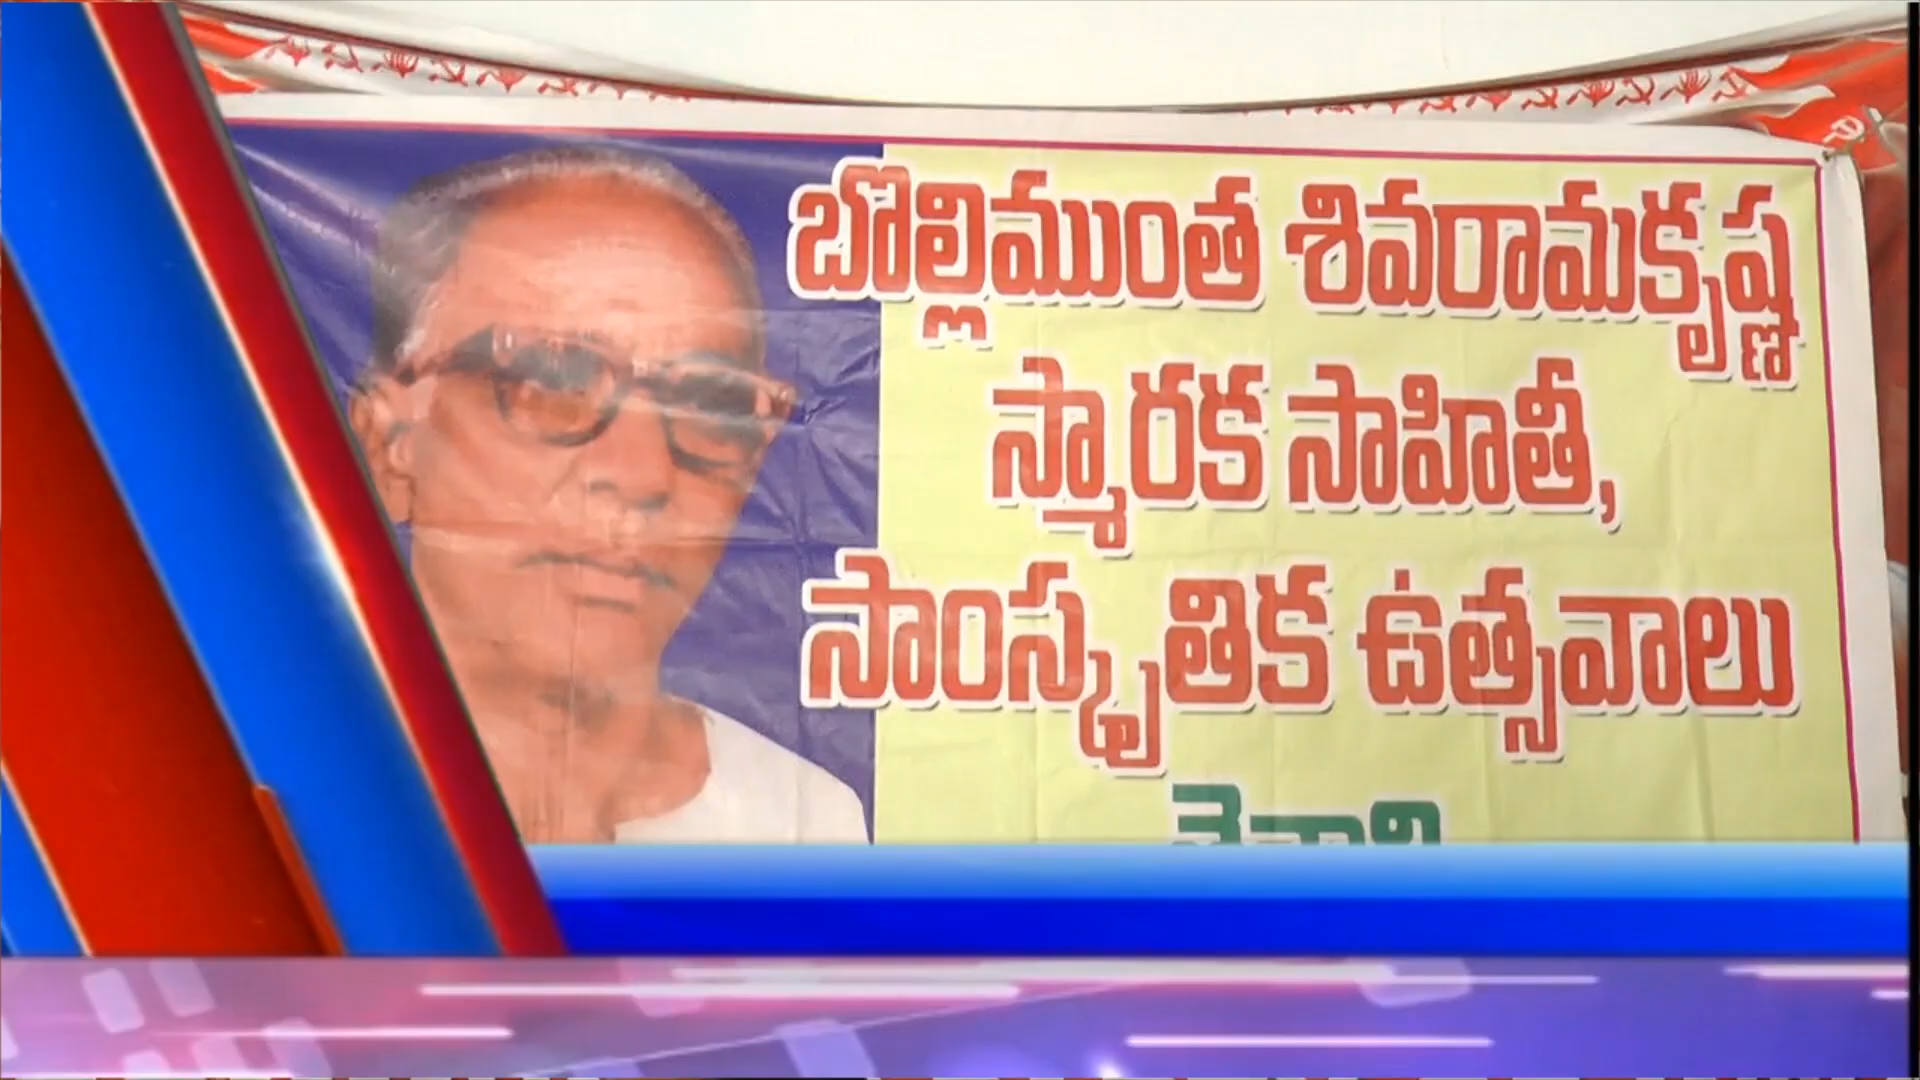 బొల్లిముంత శివరామకృష్ణ
స్మారక సాహితీ,
సాంస్కృతిక ఉత్సవాలు